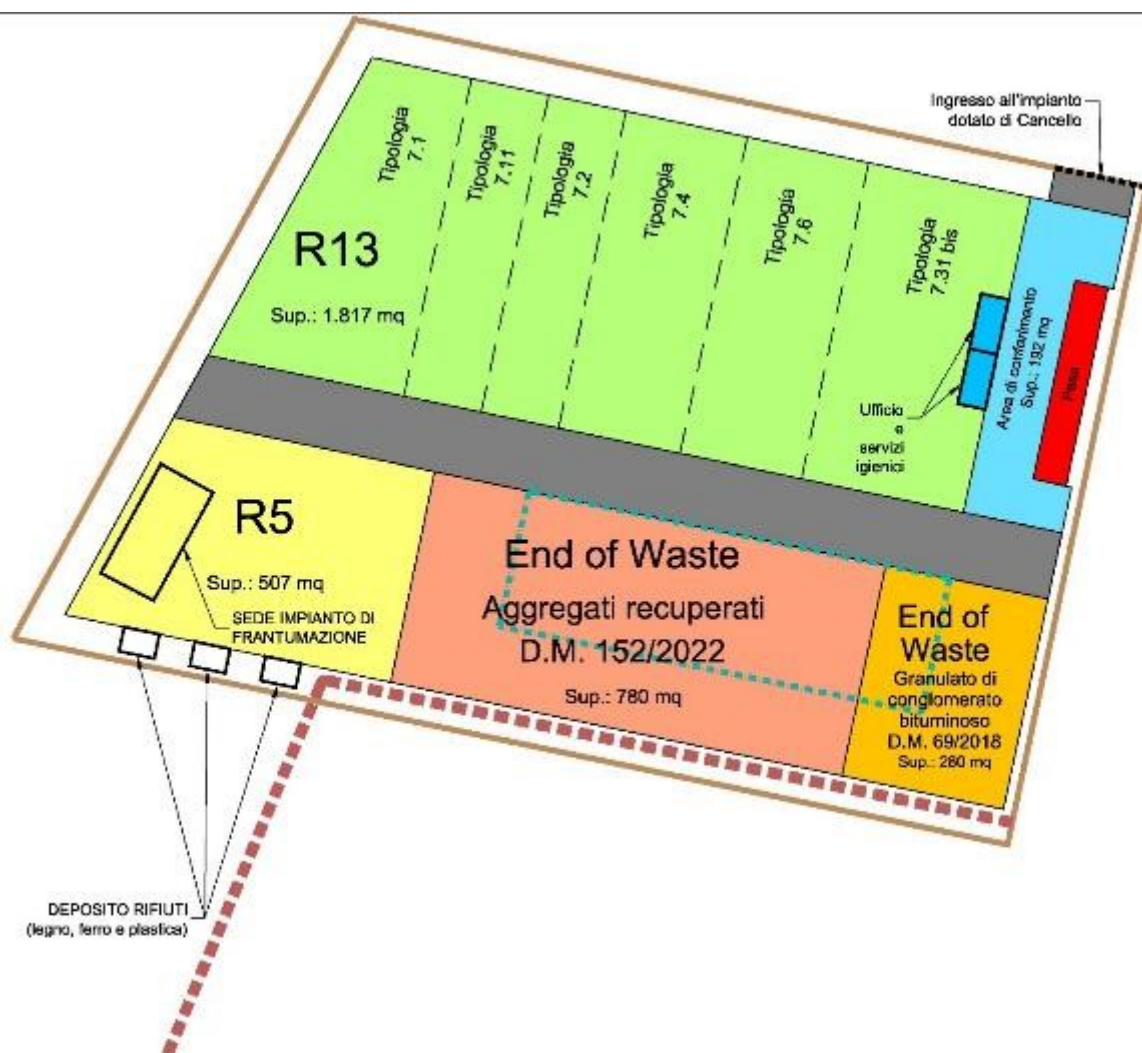 Ingresso all'impianto
dotato di Cancello
Tipologia
7.1
Tipologia
7.11
Tipologia
7.2
Tipologia
7.4
Tipologia
7.6
Tipologia
7.31 bis
R13
Sup.: 1.817 mq
Area di conferimento
Sup.: 192 mq
Pesa
Ufficio
e
servizi
igienici
R5
Sup.: 507 mq
SEDE IMPIANTO DI
FRANTUMAZIONE
End of Waste
Aggregati recuperati
D.M. 152/2022
Sup.: 780 mq
End of
Waste
Granulato di
conglomerato
bituminoso
D.M. 69/2018
Sup.: 280 mq
DEPOSITO RIFIUTI
(legno, ferro e plastica)